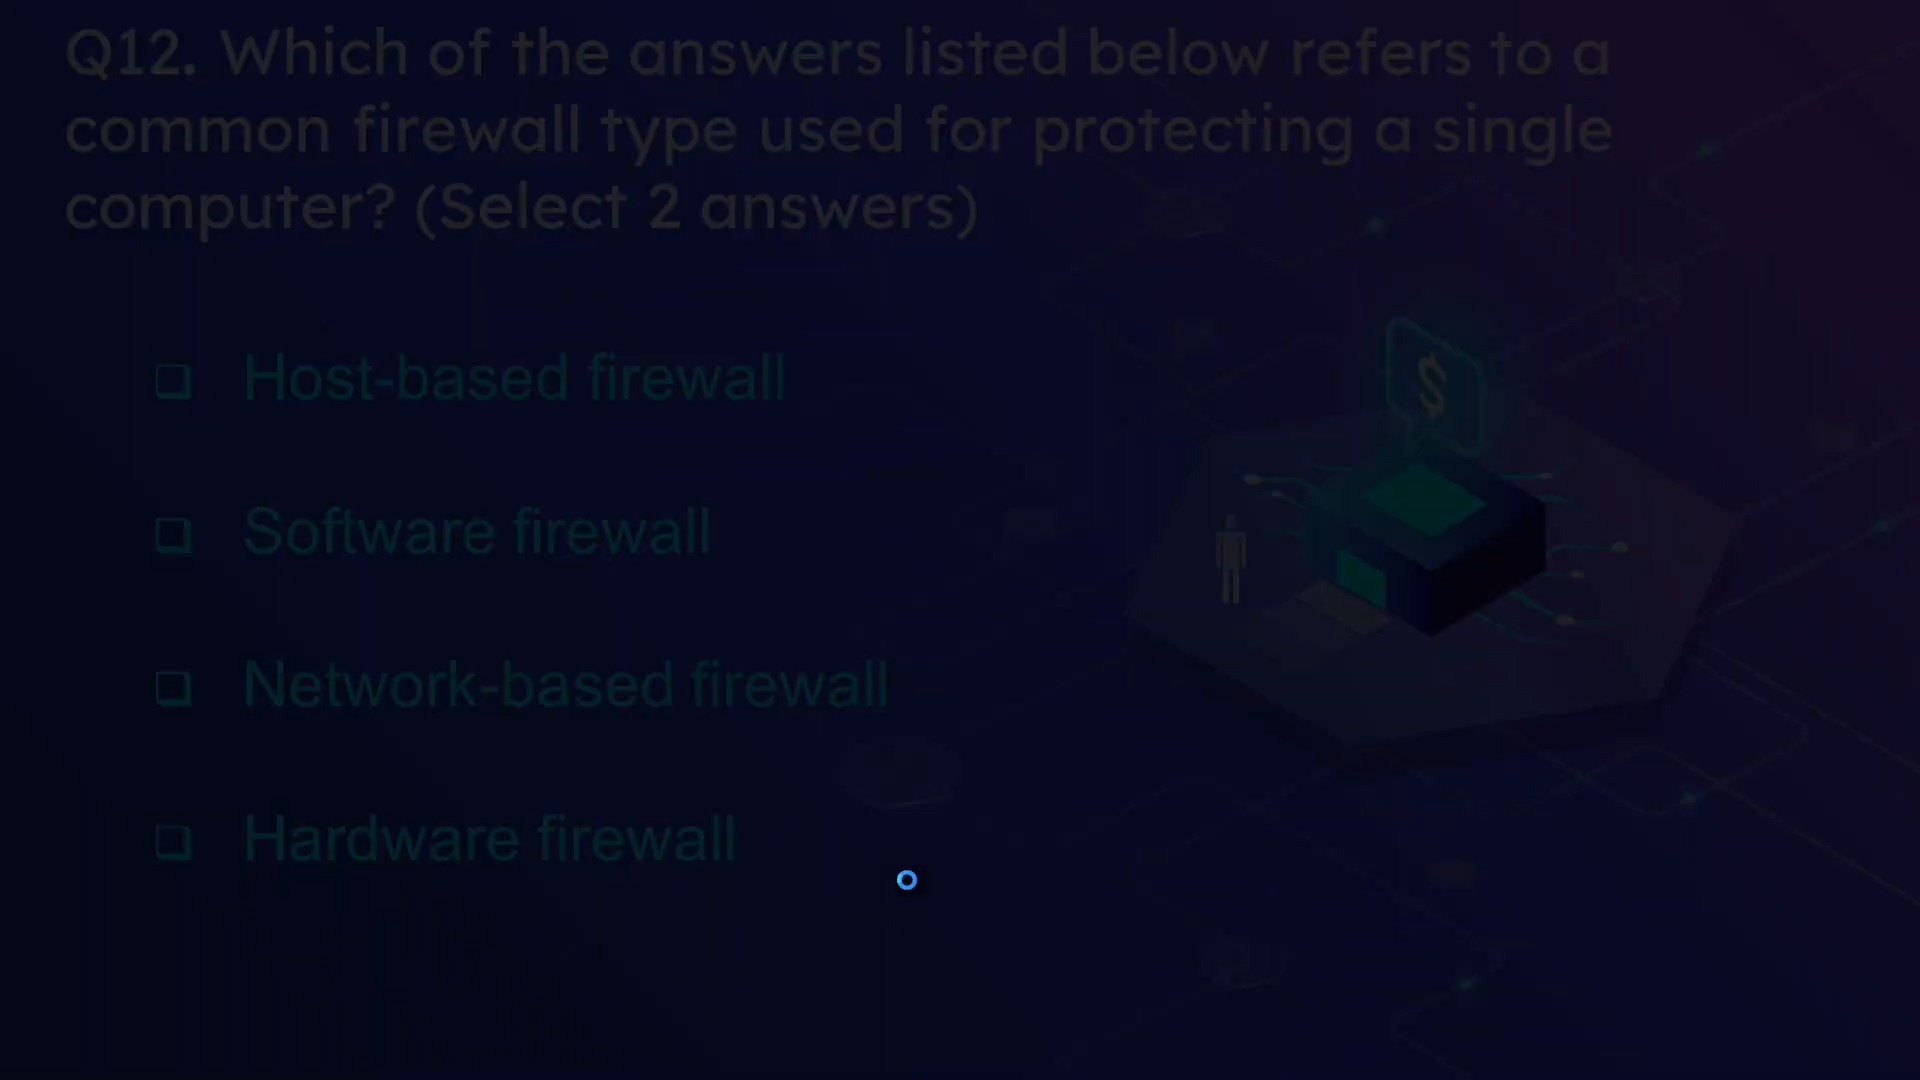 Q12. Which of the answers listed below refers to a
common firewall type used for protecting a single
computer? (Select 2 answers)
❑ Host-based firewall
❑ Software firewall
❑ Network-based firewall
❑ Hardware firewall
$